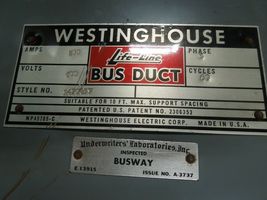 WESTINGHOUSE
AMPS
Life-Line
PHASE
VOLTS
BUS DUCT
CYCLES
STYLE NO.
SUITABLE FOR 10 FT. MAX. SUPPORT SPACING
PATENTED U.S. PATENT NO. 2306353
WESTINGHOUSE ELECTRIC CORP.
MADE IN U.S.A.
Underwriters' Laboratories, Inc.
INSPECTED
BUSWAY
E 13915
ISSUE NO. A-3737